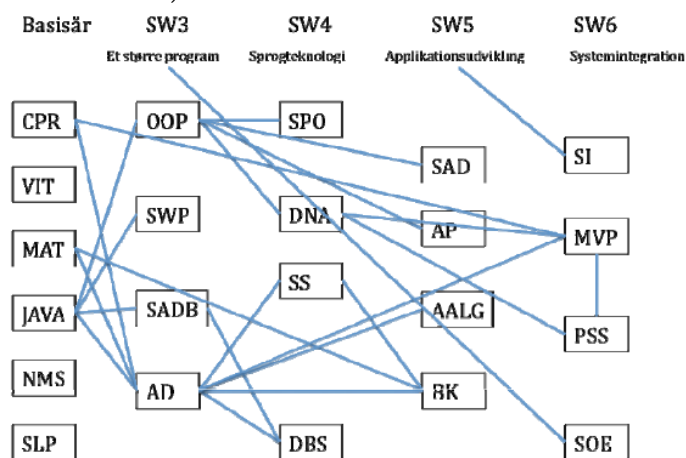 Basisår SW3 SW4 SW5 SW6
Et større program Sprogteknologi Applikationsudvikling Systemintegration
CPR OOP SPO
SAD SI
VIT
SWP DNA AP MVP
MAT
SS
JAVA SADB AALG
PSS
NMS AD BK
SLP DBS SOE